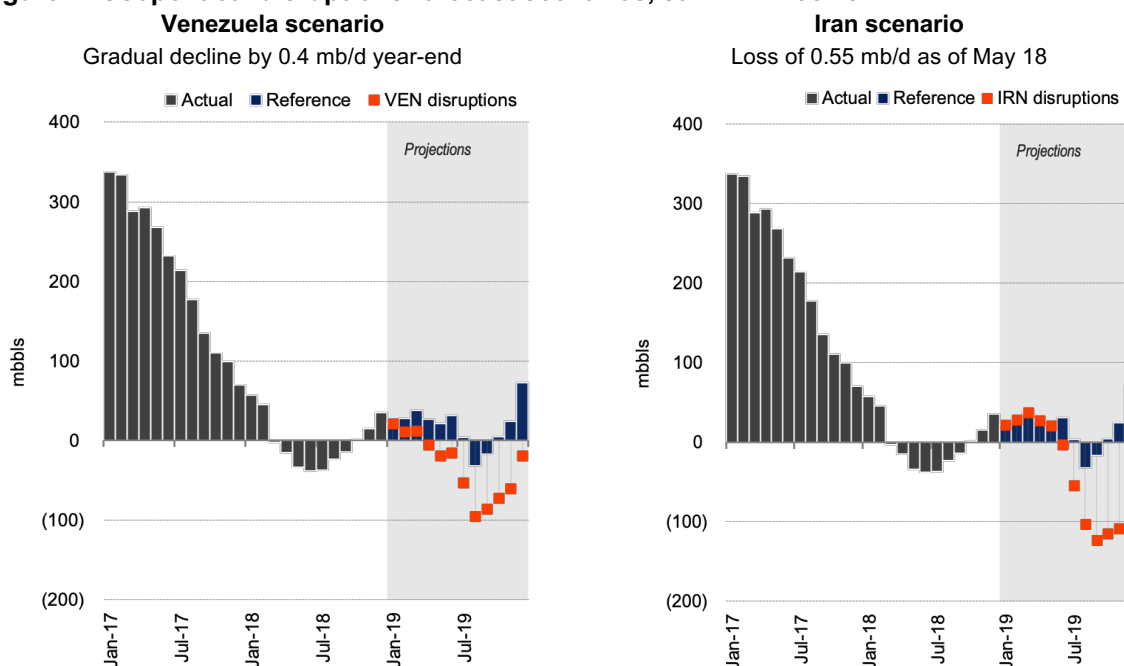 Venezuela scenario
Gradual decline by 0.4 mb/d year-end
Actual Reference VEN disruptions
400
Projections
300
200
mbbls
100
0
(100)
(200)
Jan-17
Jul-17
Jan-18
Jul-18
Jan-19
Jul-19
Iran scenario
Loss of 0.55 mb/d as of May 18
Actual Reference IRN disruptions
400
Projections
300
200
mbbls
100
0
(100)
(200)
Jan-17
Jul-17
Jan-18
Jul-18
Jan-19
Jul-19